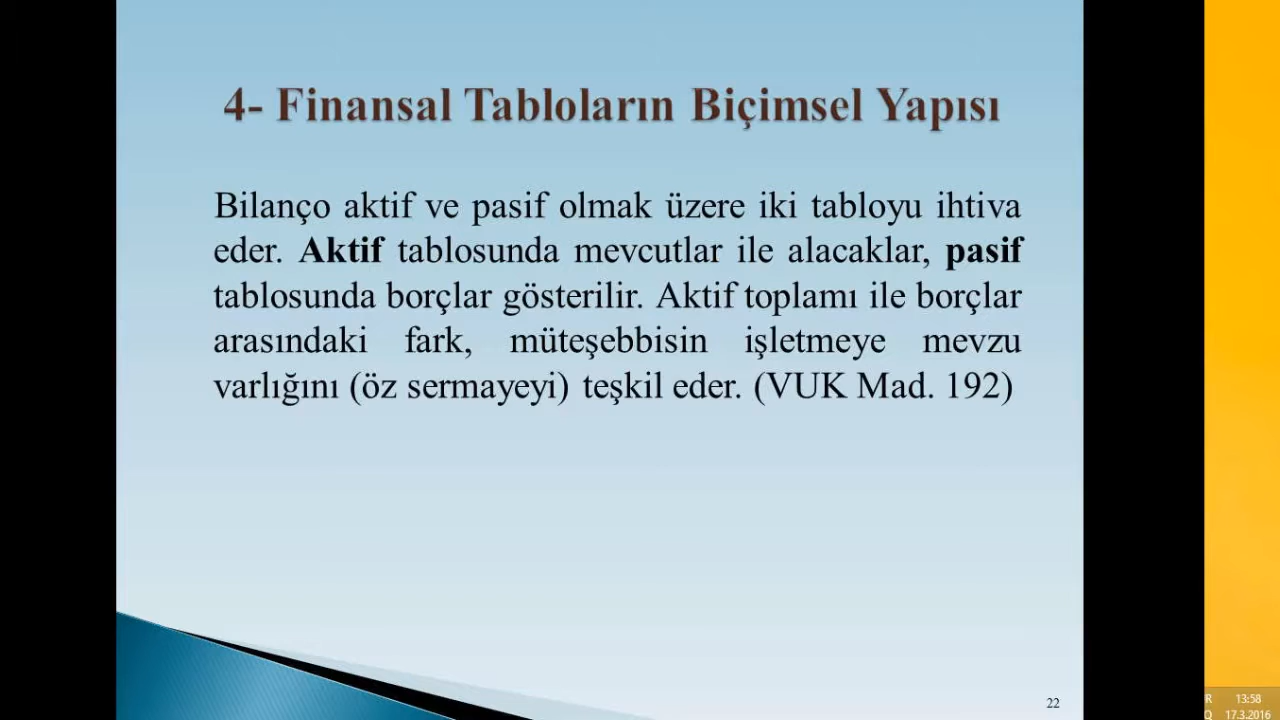 4- Finansal Tabloların Biçimsel Yapısı
Bilanço aktif ve pasif olmak üzere iki tabloyu ihtiva
eder. Aktif tablosunda mevcutlar ile alacaklar, pasif
tablosunda borçlar gösterilir. Aktif toplamı ile borçlar
arasındaki fark, müteşebbisin işletmeye mevzu
varlığını (öz sermayeyi) teşkil eder. (VUK Mad. 192)
22
R 13:58
Q 17.3.2016